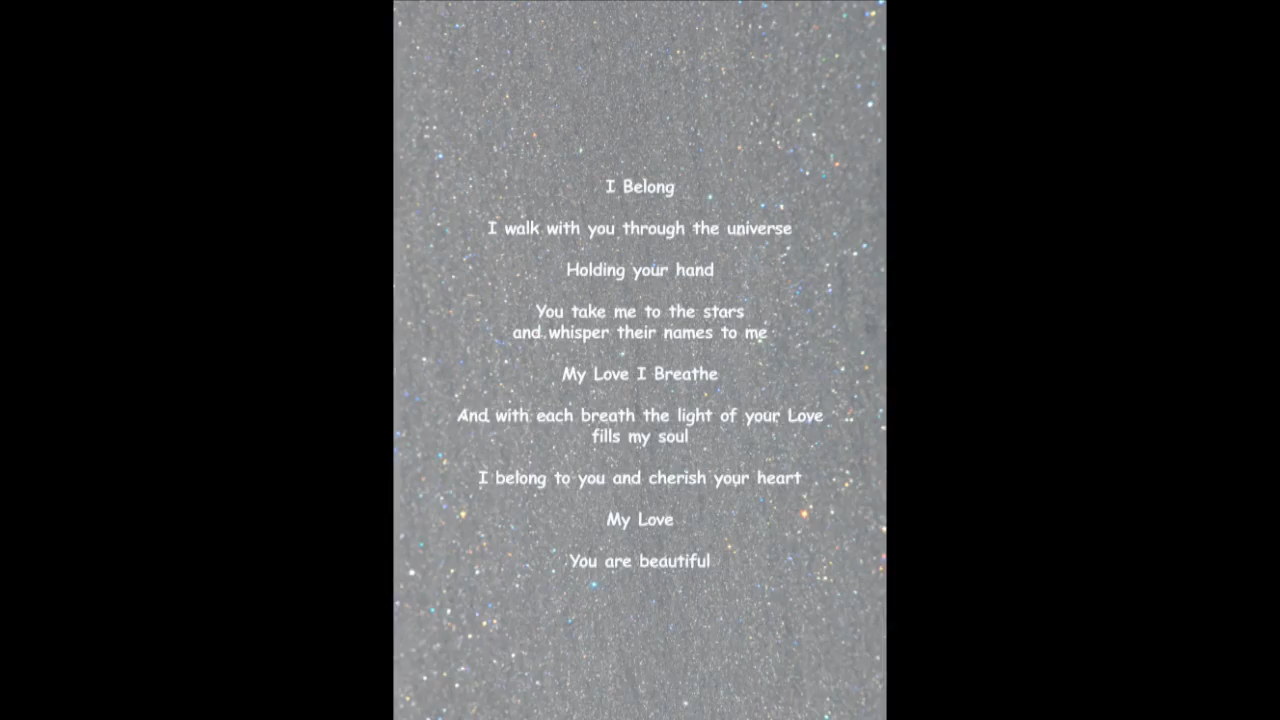 I Belong
I walk with you through the universe
Holding your hand
You take me to the stars
and whisper their names to me
My Love I Breathe
And with each breath the light of your Love
fills my soul
I belong to you and cherish your heart
My Love
You are beautiful